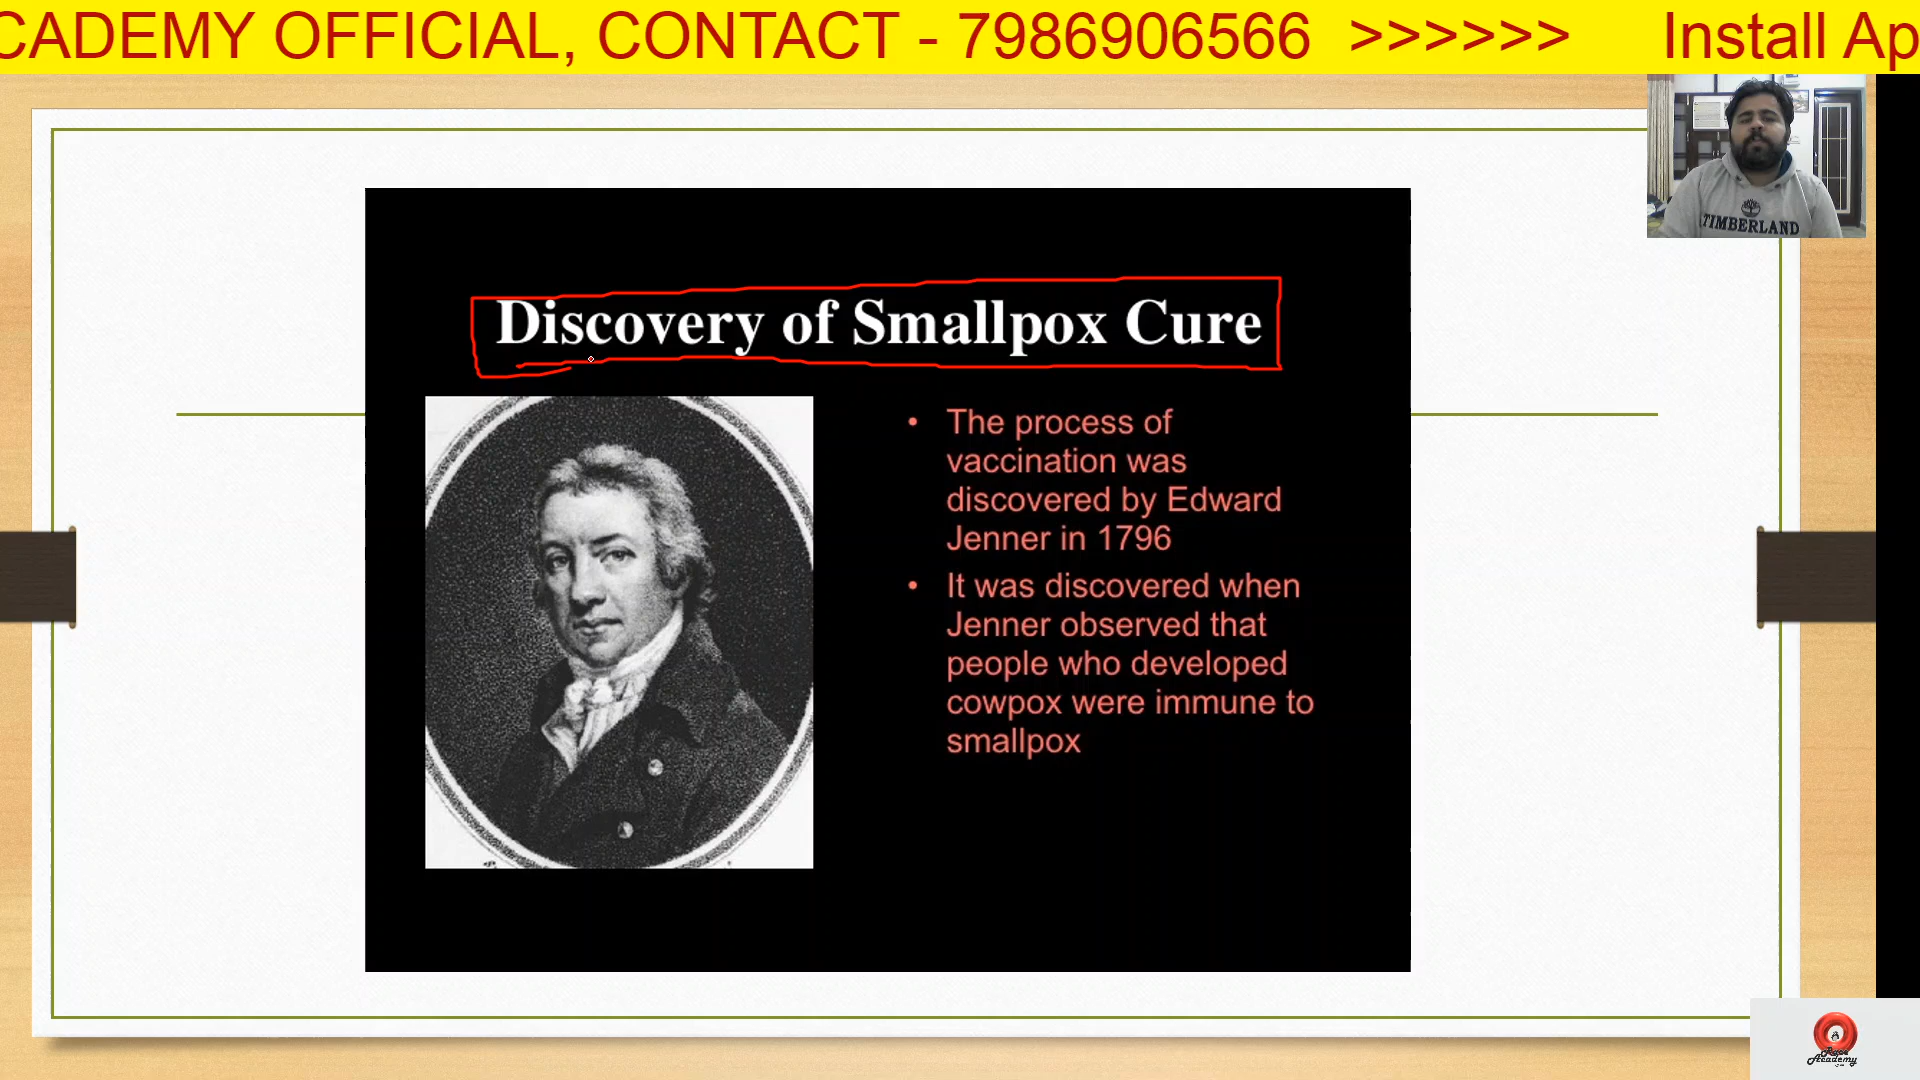 CADEMY OFFICIAL, CONTACT - 7986906566 >>>>>> Install Ap
TIMBERLAND
Discovery of Smallpox Cure
• The process of
vaccination was
discovered by Edward
Jenner in 1796
• It was discovered when
Jenner observed that
people who developed
cowpox were immune to
smallpox
Academy